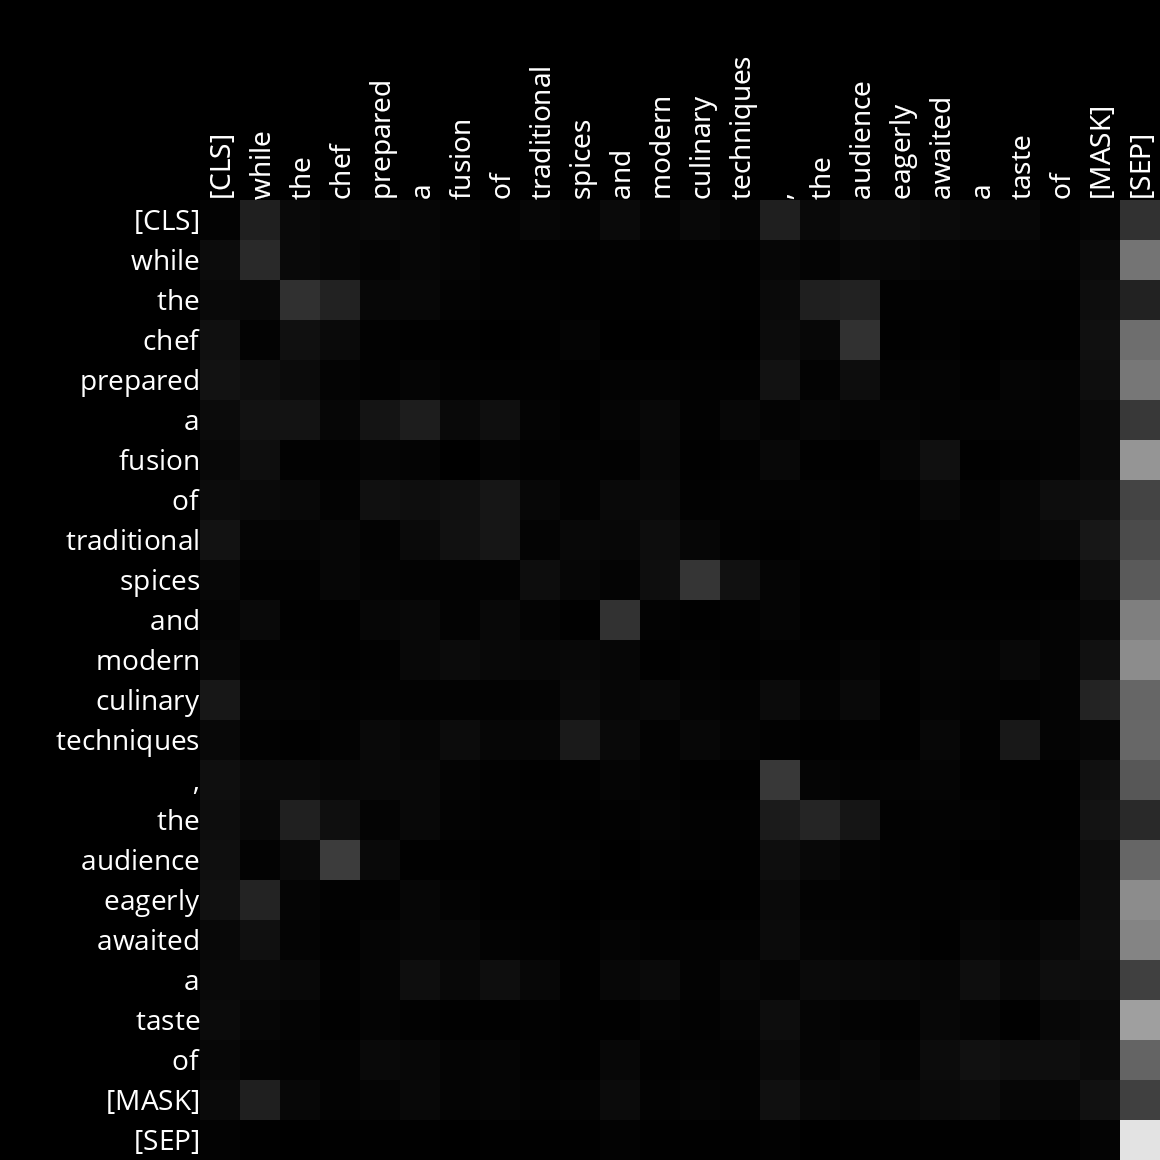 [CLS] while the chef prepared a fusion of traditional spices and modern culinary techniques , the audience eagerly awaited a taste of [MASK] [SEP]
[CLS]
while
the
chef
prepared
a
fusion
of
traditional
spices
and
modern
culinary
techniques
,
the
audience
eagerly
awaited
a
taste
of
[MASK]
[SEP]